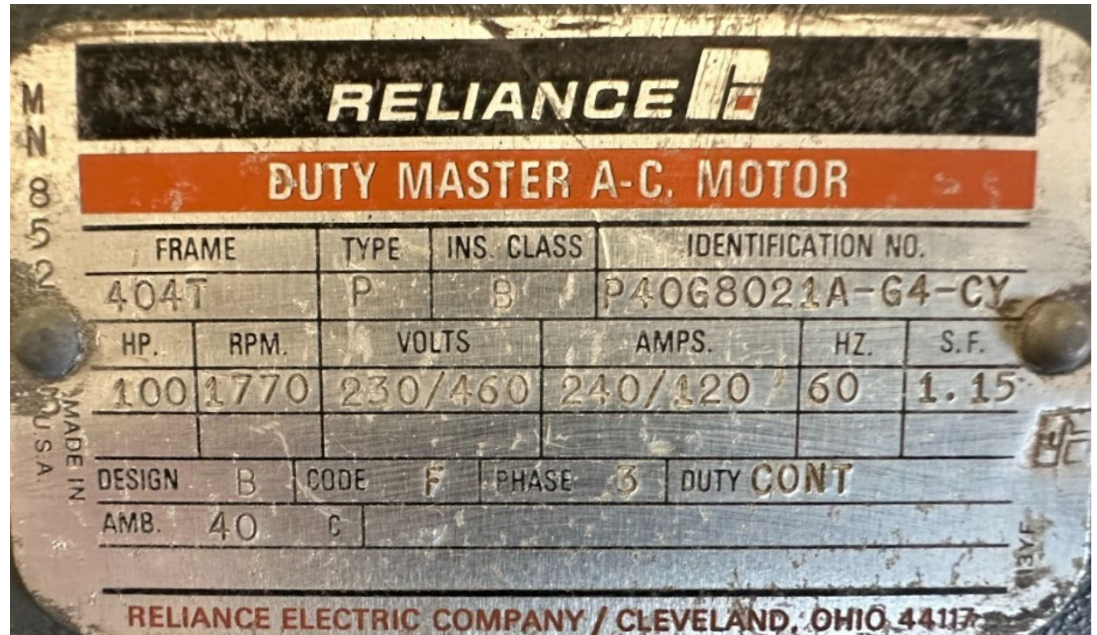 RELIANCE
DUTY MASTER A-C. MOTOR
FRAME TYPE INS. CLASS IDENTIFICATION NO.
404T P B P40G8021A-G4-CY
HP. RPM. VOLTS AMPS. HZ. S.F.
100 1770 230/460 240/120 60 1.15
DESIGN B CODE F PHASE 3 DUTY CONT
AMB. 40 C
RELIANCE ELECTRIC COMPANY / CLEVELAND, OHIO 44117
MN852
MADE IN
U.S.A.